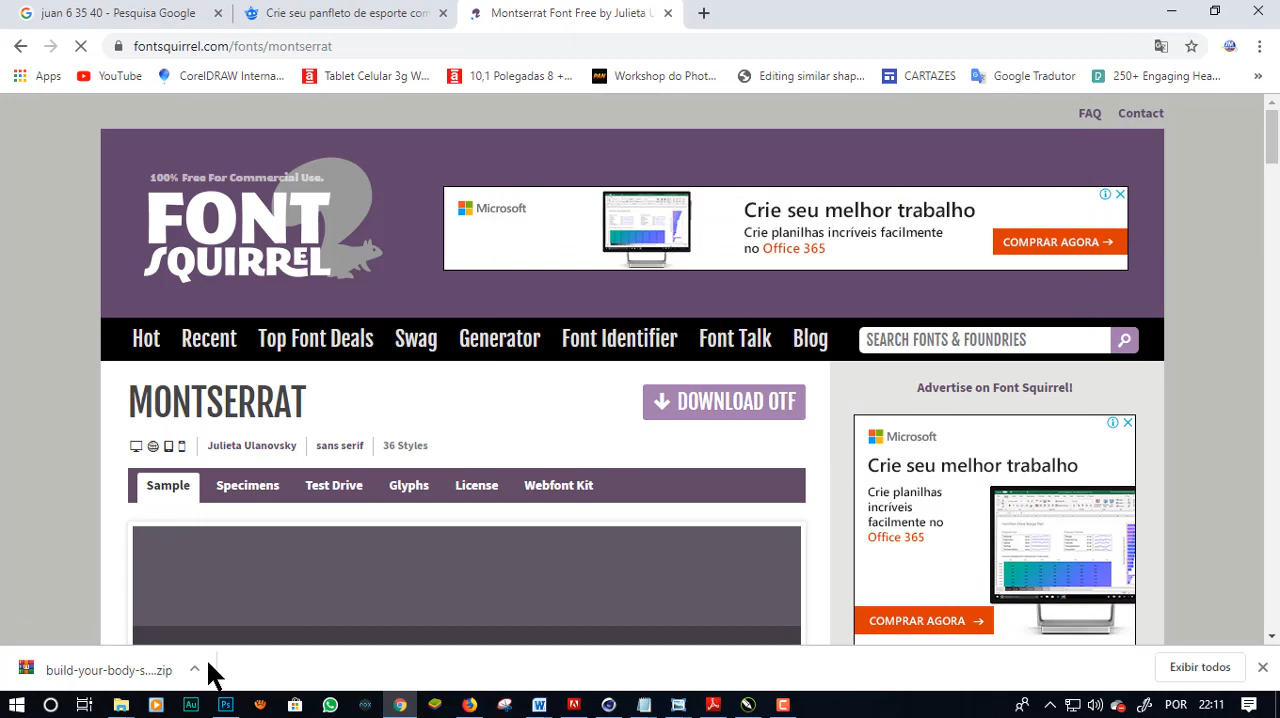 juan 6 35 40 - Pesquisa Google
Crie seu panfleto de esporte com
Montserrat Font Free by Julieta U
fontsquirrel.com/fonts/montserrat
Apps
YouTube
CorelDRAW Interna...
Tablet Celular 3g W...
10,1 Polegadas 8 +...
Workshop do Phot...
Editing similar shap...
CARTAZES
Google Tradutor
250+ Engaging Hea...
FAQ
Contact
100% Free For Commercial Use.
FONT
SQUIRREL
Microsoft
Crie seu melhor trabalho
Crie planilhas incríveis facilmente
no Office 365
COMPRAR AGORA →
Hot
Recent
Top Font Deals
Swag
Generator
Font Identifier
Font Talk
Blog
SEARCH FONTS & FOUNDRIES
MONTSERRAT
DOWNLOAD OTF
Julieta Ulanovsky
sans serif
36 Styles
Sample
Specimens
Test Drive
Glyphs
License
Webfont Kit
Advertise on Font Squirrel!
Microsoft
Crie seu melhor trabalho
Crie planilhas
incríveis
facilmente no
Office 365
COMPRAR AGORA →
build-your-body-s....zip
Exibir todos
Au
Ps
POR
22:11